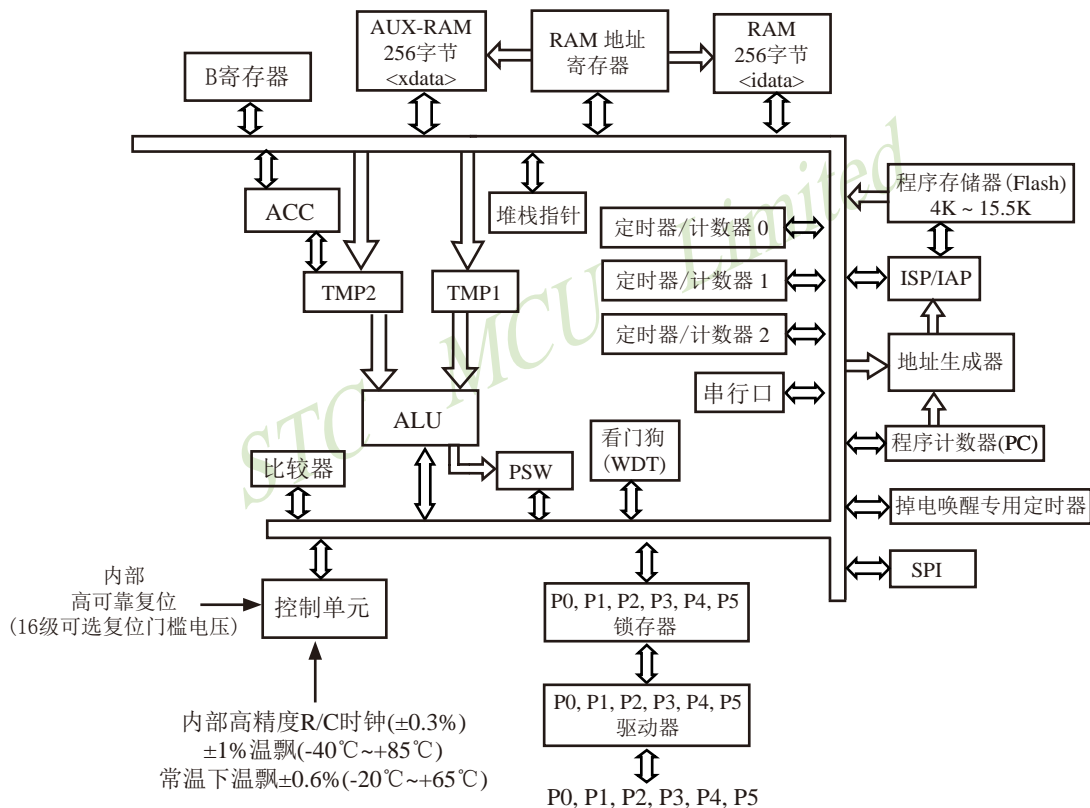 AUX-RAM
256字节
<xdata>
RAM 地址
寄存器
RAM
256字节
<idata>
B寄存器
ACC
堆栈指针
程序存储器(Flash)
4K ~ 15.5K
定时器/计数器 0
TMP2
TMP1
定时器/计数器 1
ISP/IAP
定时器/计数器 2
地址生成器
串行口
ALU
看门狗
(WDT)
程序计数器(PC)
比较器
PSW
掉电唤醒专用定时器
SPI
内部
高可靠复位
(16级可选复位门槛电压)
控制单元
P0, P1, P2, P3, P4, P5
锁存器
P0, P1, P2, P3, P4, P5
驱动器
内部高精度R/C时钟(±0.3%)
±1%温飘(-40℃~+85℃)
常温下温飘±0.6%(-20℃~+65℃)
P0, P1, P2, P3, P4, P5
STC MCU Limited